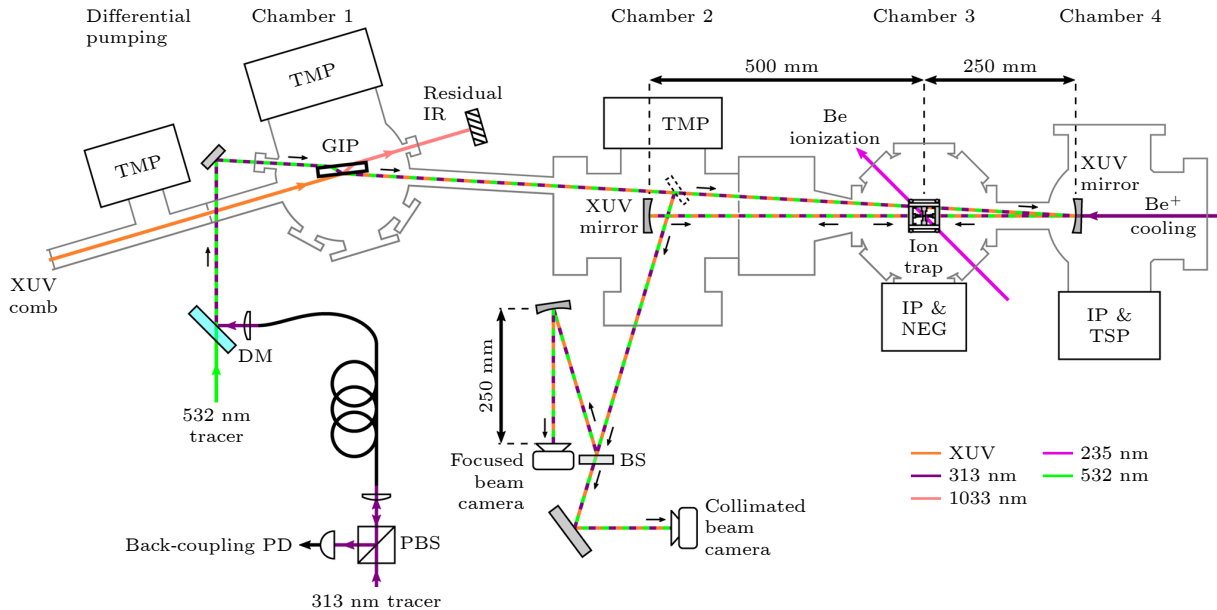 Differential
pumping
Chamber 1
Chamber 2
Chamber 3
Chamber 4
TMP
TMP
Residual
IR
GIP
500 mm
250 mm
TMP
Be
ionization
XUV
mirror
XUV
mirror
Be+
cooling
Ion
trap
XUV
comb
IP &
NEG
IP &
TSP
DM
250 mm
532 nm
tracer
Focused
beam
camera
BS
XUV
313 nm
1033 nm
235 nm
532 nm
Collimated
beam
camera
Back-coupling PD
PBS
313 nm tracer